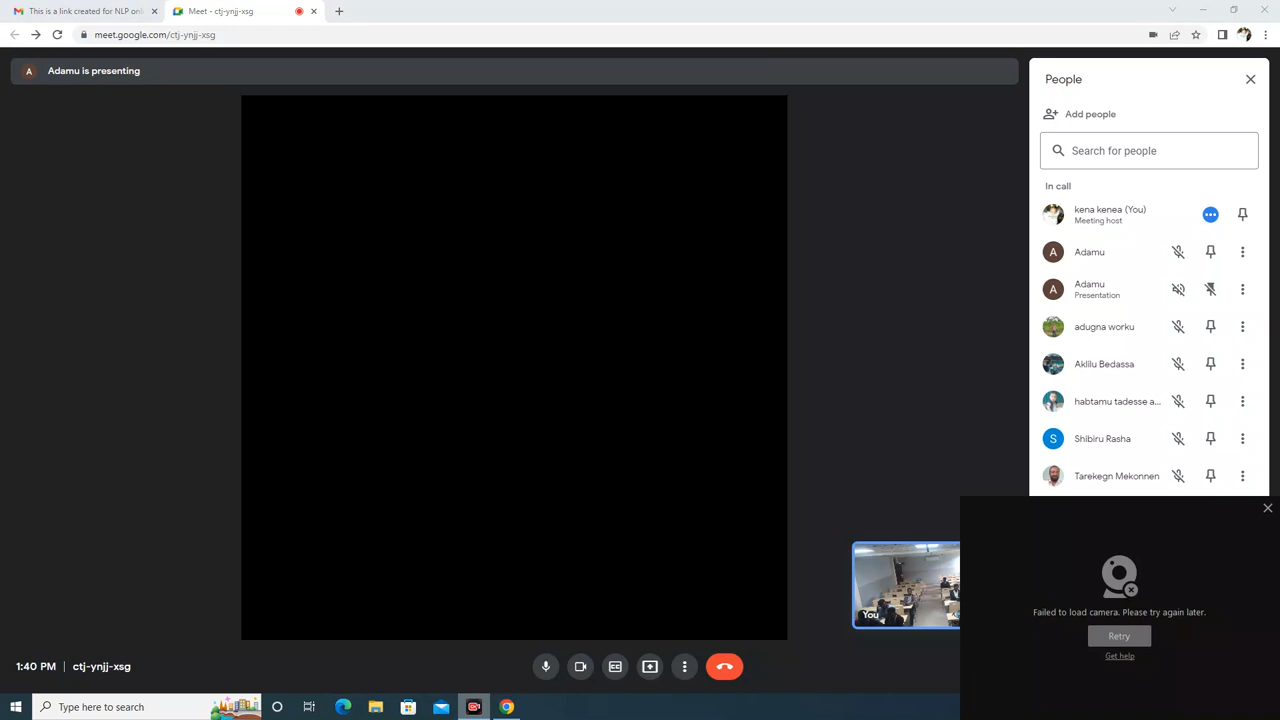 This is a link created for NLP onli
Meet - ctj-ynjj-xsg
meet.google.com/ctj-ynjj-xsg
A
Adamu is presenting
People
Add people
Search for people
In call
kena kenea (You)
Meeting host
A
Adamu
A
Adamu
Presentation
adugna worku
Aklilu Bedassa
habtamu tadesse a...
S
Shibiru Rasha
Tarekegn Mekonnen
You
Failed to load camera. Please try again later.
Retry
Get help
1:40 PM | ctj-ynjj-xsg
Type here to search